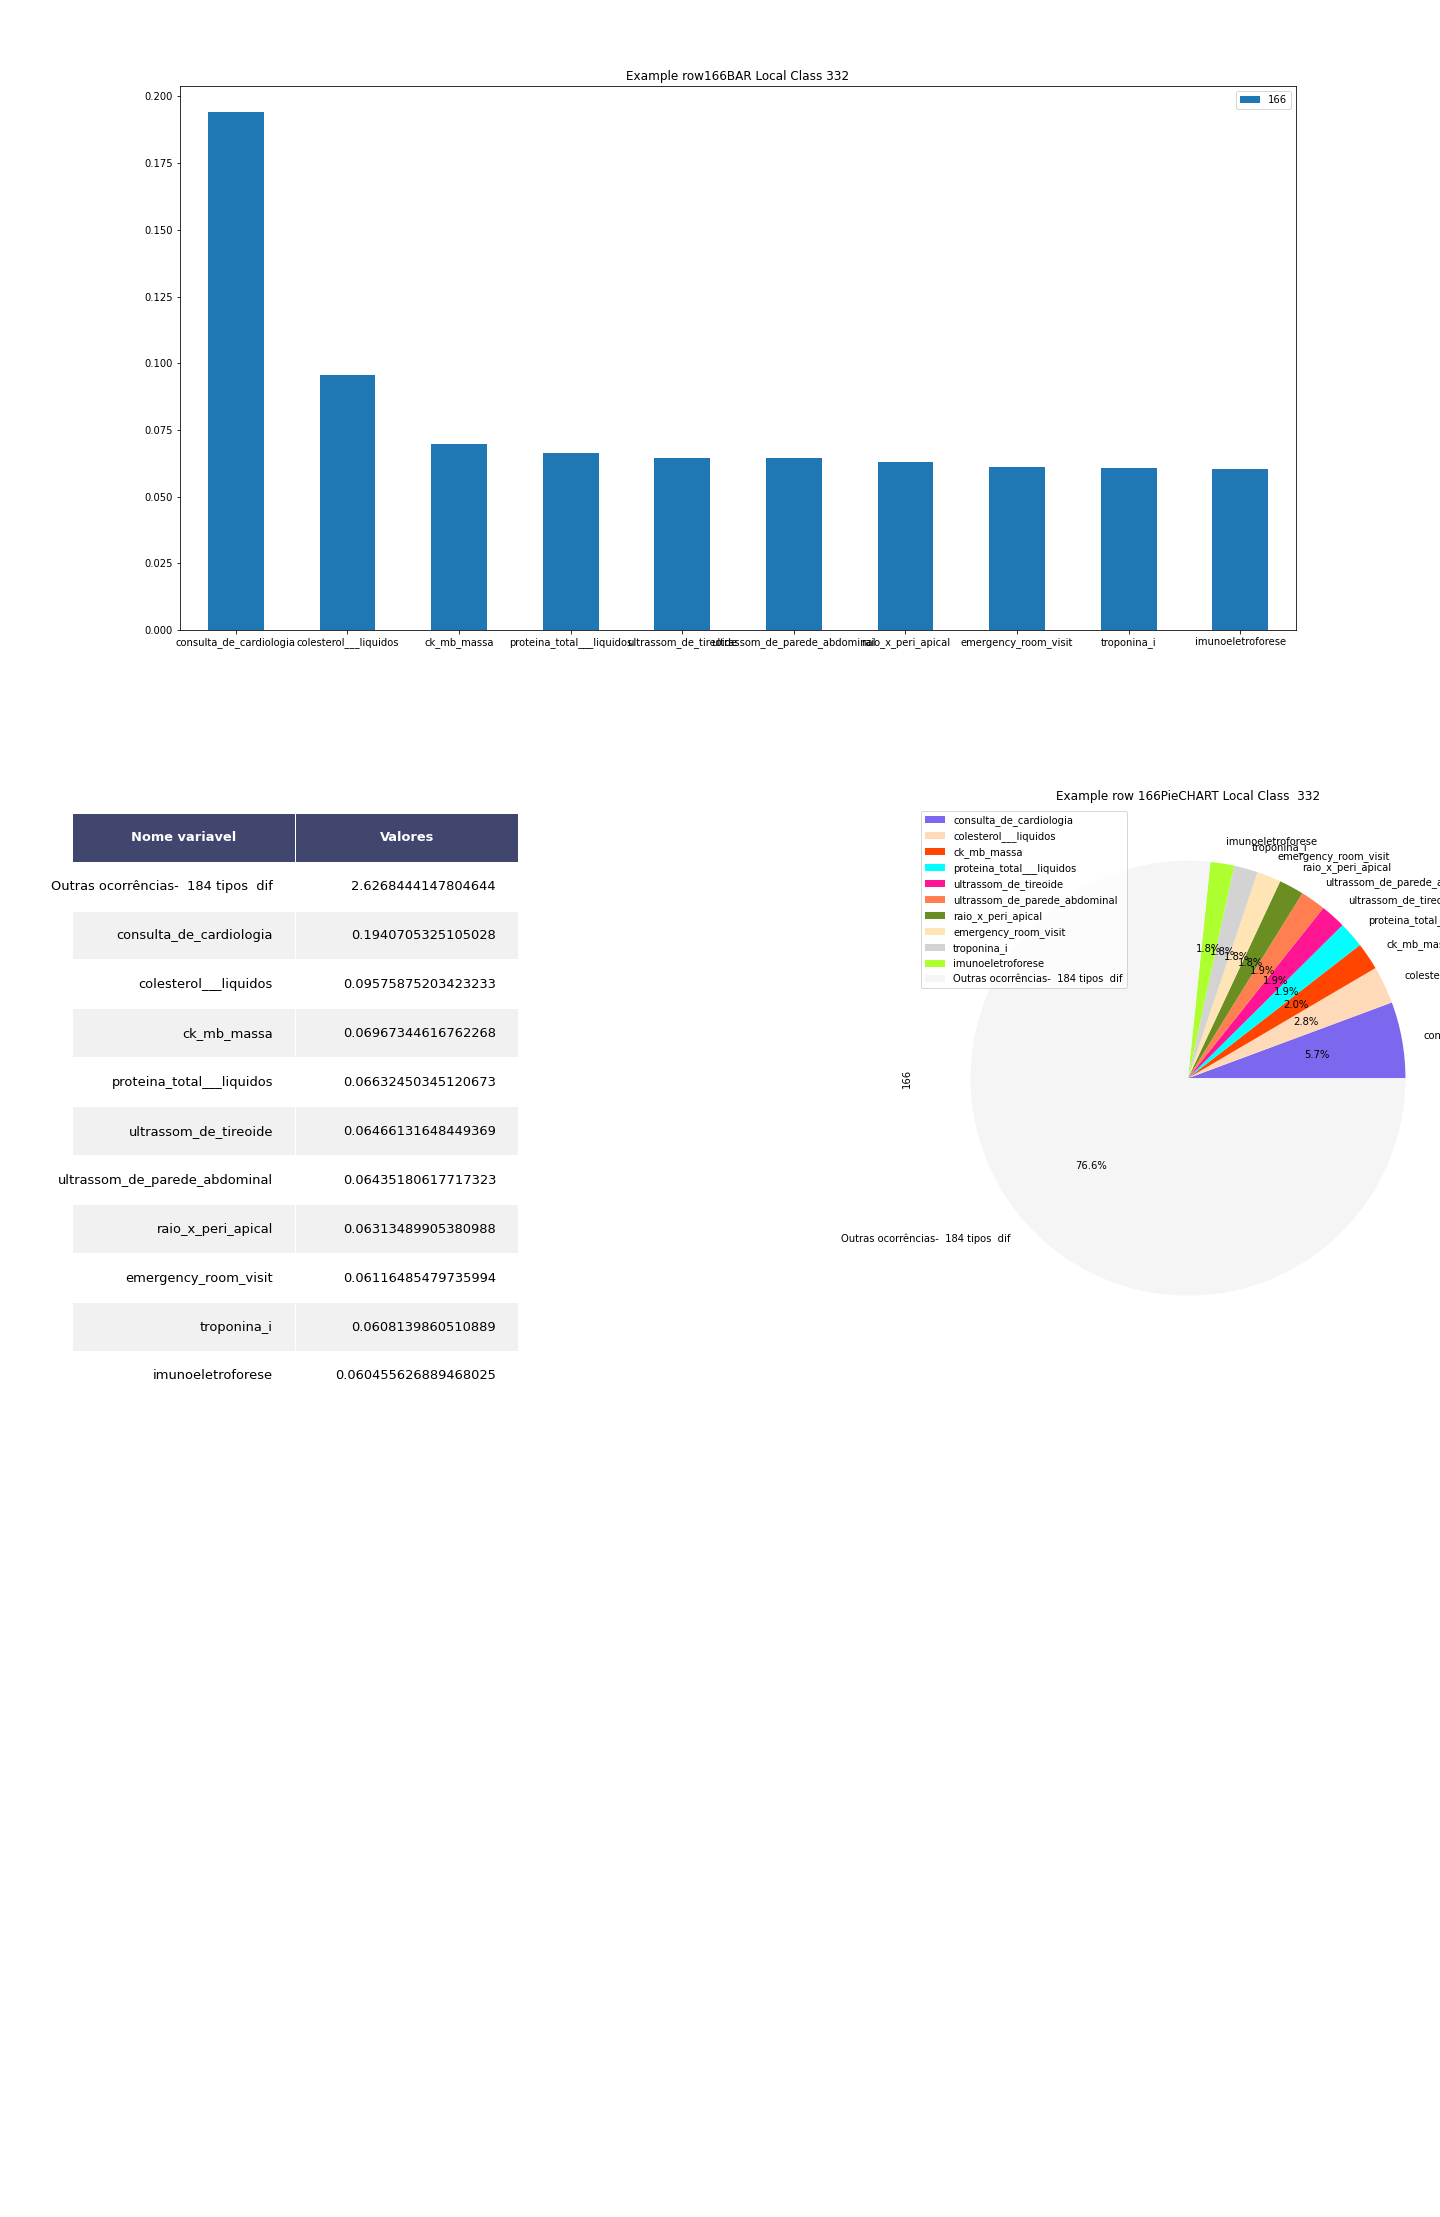 Example row166BAR Local Class 332
166
0.200
0.175
0.150
0.125
0.100
0.075
0.050
0.025
0.000
consulta_de_cardiologia colesterol___liquidos ck_mb_massa proteina_total___liquidos ultrassom_de_tireoide ultrassom_de_parede_abdominal raio_x_peri_apical emergency_room_visit troponina_i imunoeletroforese
Nome variavel Valores
Outras ocorrências-  184 tipos  dif 2.6268444147804644
consulta_de_cardiologia 0.1940705325105028
colesterol___liquidos 0.09575875203423233
ck_mb_massa 0.06967344616762268
proteina_total___liquidos 0.06632450345120673
ultrassom_de_tireoide 0.06466131648449369
ultrassom_de_parede_abdominal 0.06435180617717323
raio_x_peri_apical 0.06313489905380988
emergency_room_visit 0.06116485479735994
troponina_i 0.0608139860510889
imunoeletroforese 0.060455626889468025
Example row 166PieCHART Local Class  332
consulta_de_cardiologia
colesterol___liquidos
ck_mb_massa
proteina_total___liquidos
ultrassom_de_tireoide
ultrassom_de_parede_abdominal
raio_x_peri_apical
emergency_room_visit
troponina_i
imunoeletroforese
Outras ocorrências-  184 tipos  dif
imunoeletroforese
troponina_i
emergency_room_visit
raio_x_peri_apical
ultrassom_de_parede_a
ultrassom_de_tireo
proteina_total_
ck_mb_mas
coleste
con
1.8%
1.8%
1.8%
1.8%
1.9%
1.9%
1.9%
2.0%
2.8%
5.7%
166
76.6%
Outras ocorrências-  184 tipos  dif